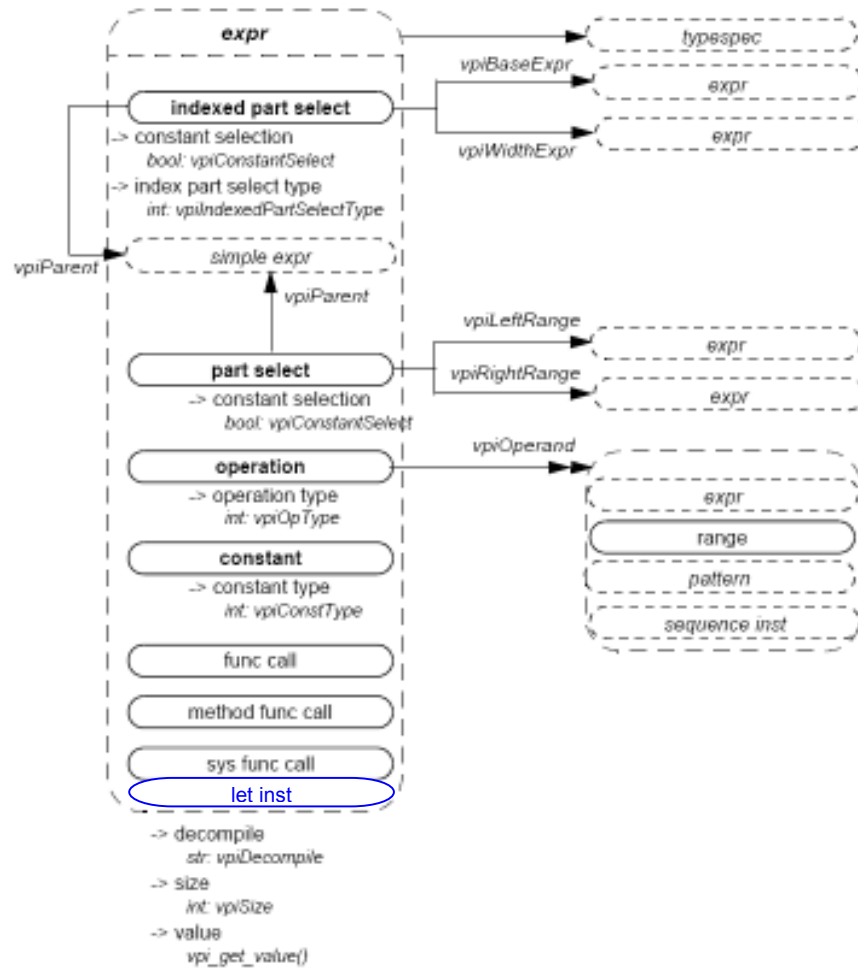 expr
typespec
vpiBaseExpr
expr
indexed part select
-> constant selection
bool: vpiConstantSelect
vpiWidthExpr
expr
-> index part select type
int: vpiIndexedPartSelectType
vpiParent
simple expr
vpiParent
vpiLeftRange
expr
part select
vpiRightRange
expr
-> constant selection
bool: vpiConstantSelect
vpiOperand
operation
-> operation type
int: vpiOpType
expr
range
constant
-> constant type
int: vpiConstType
pattern
sequence inst
func call
method func call
sys func call
let inst
-> decompile
str: vpiDecompile
-> size
int: vpiSize
-> value
vpi_get_value()